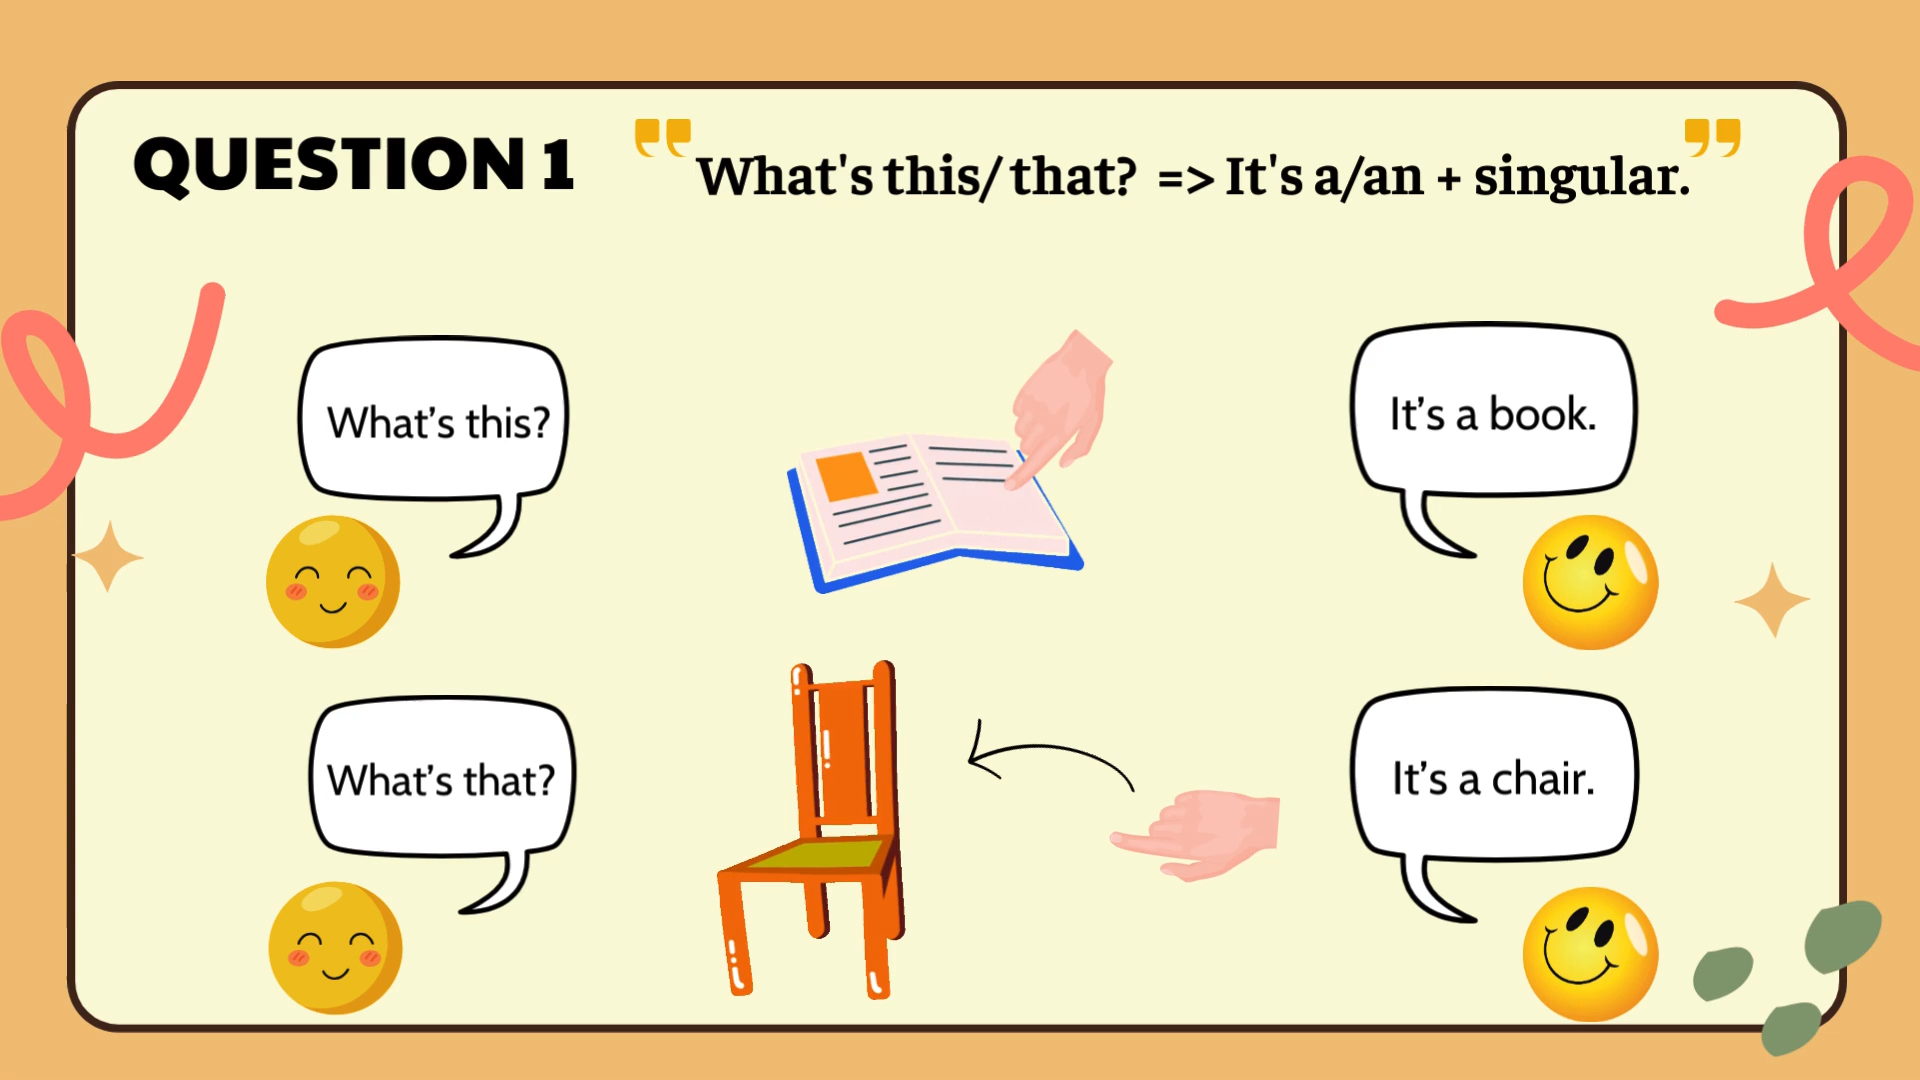 QUESTION 1
What's this/ that? => It's a/an + singular.
What’s this?
It’s a book.
What’s that?
It’s a chair.